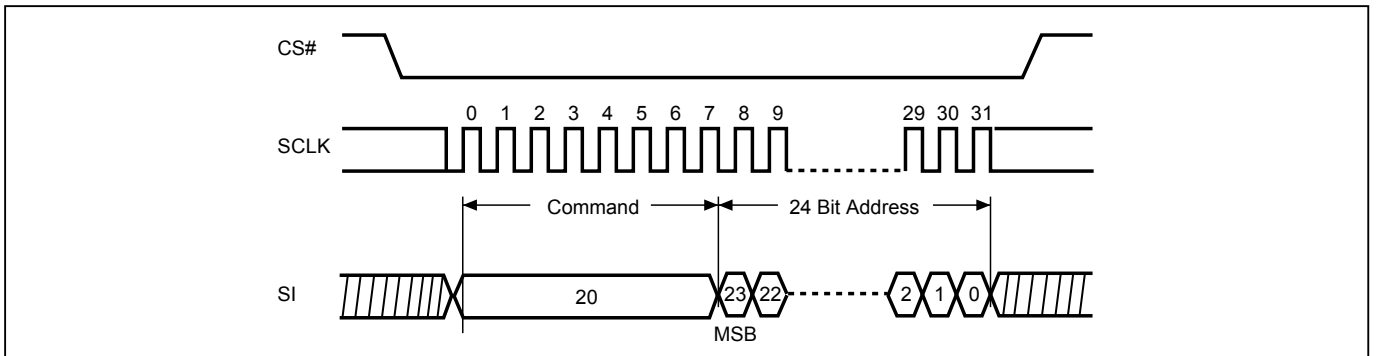 CS#
0 1 2 3 4 5 6 7 8 9 29 30 31
SCLK
Command 24 Bit Address
SI 20 23 22 2 1 0
MSB